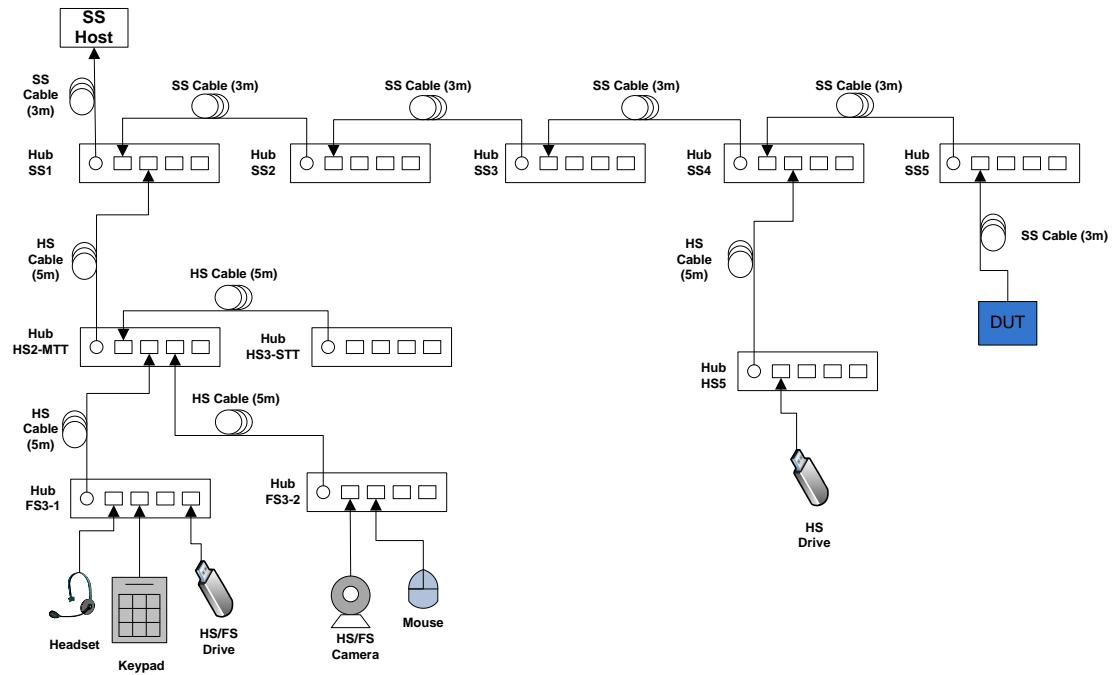 SS
Host
SS
Cable
(3m)
SS Cable (3m)
SS Cable (3m)
SS Cable (3m)
SS Cable (3m)
Hub
SS1
Hub
SS2
Hub
SS3
Hub
SS4
Hub
SS5
HS
Cable
(5m)
HS Cable (5m)
HS
Cable
(5m)
SS Cable (3m)
DUT
Hub
HS2-MTT
Hub
HS3-STT
Hub
HS5
HS
Cable
(5m)
HS Cable (5m)
Hub
FS3-1
Hub
FS3-2
HS
Drive
Headset
Keypad
HS/FS
Drive
HS/FS
Camera
Mouse